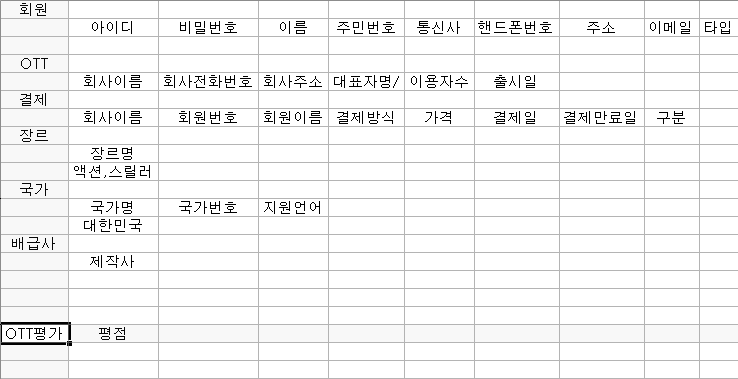 회원
아이디 비밀번호 이름 주민번호 통신사 핸드폰번호 주소 이메일 타입
OTT
회사이름 회사전화번호 회사주소 대표자명/ 이용자수 출시일
결제
회사이름 회원번호 회원이름 결제방식 가격 결제일 결제만료일 구분
장르
장르명
액션,스릴러
국가
국가명 국가번호 지원언어
대한민국
배급사
제작사
OTT평가 평점